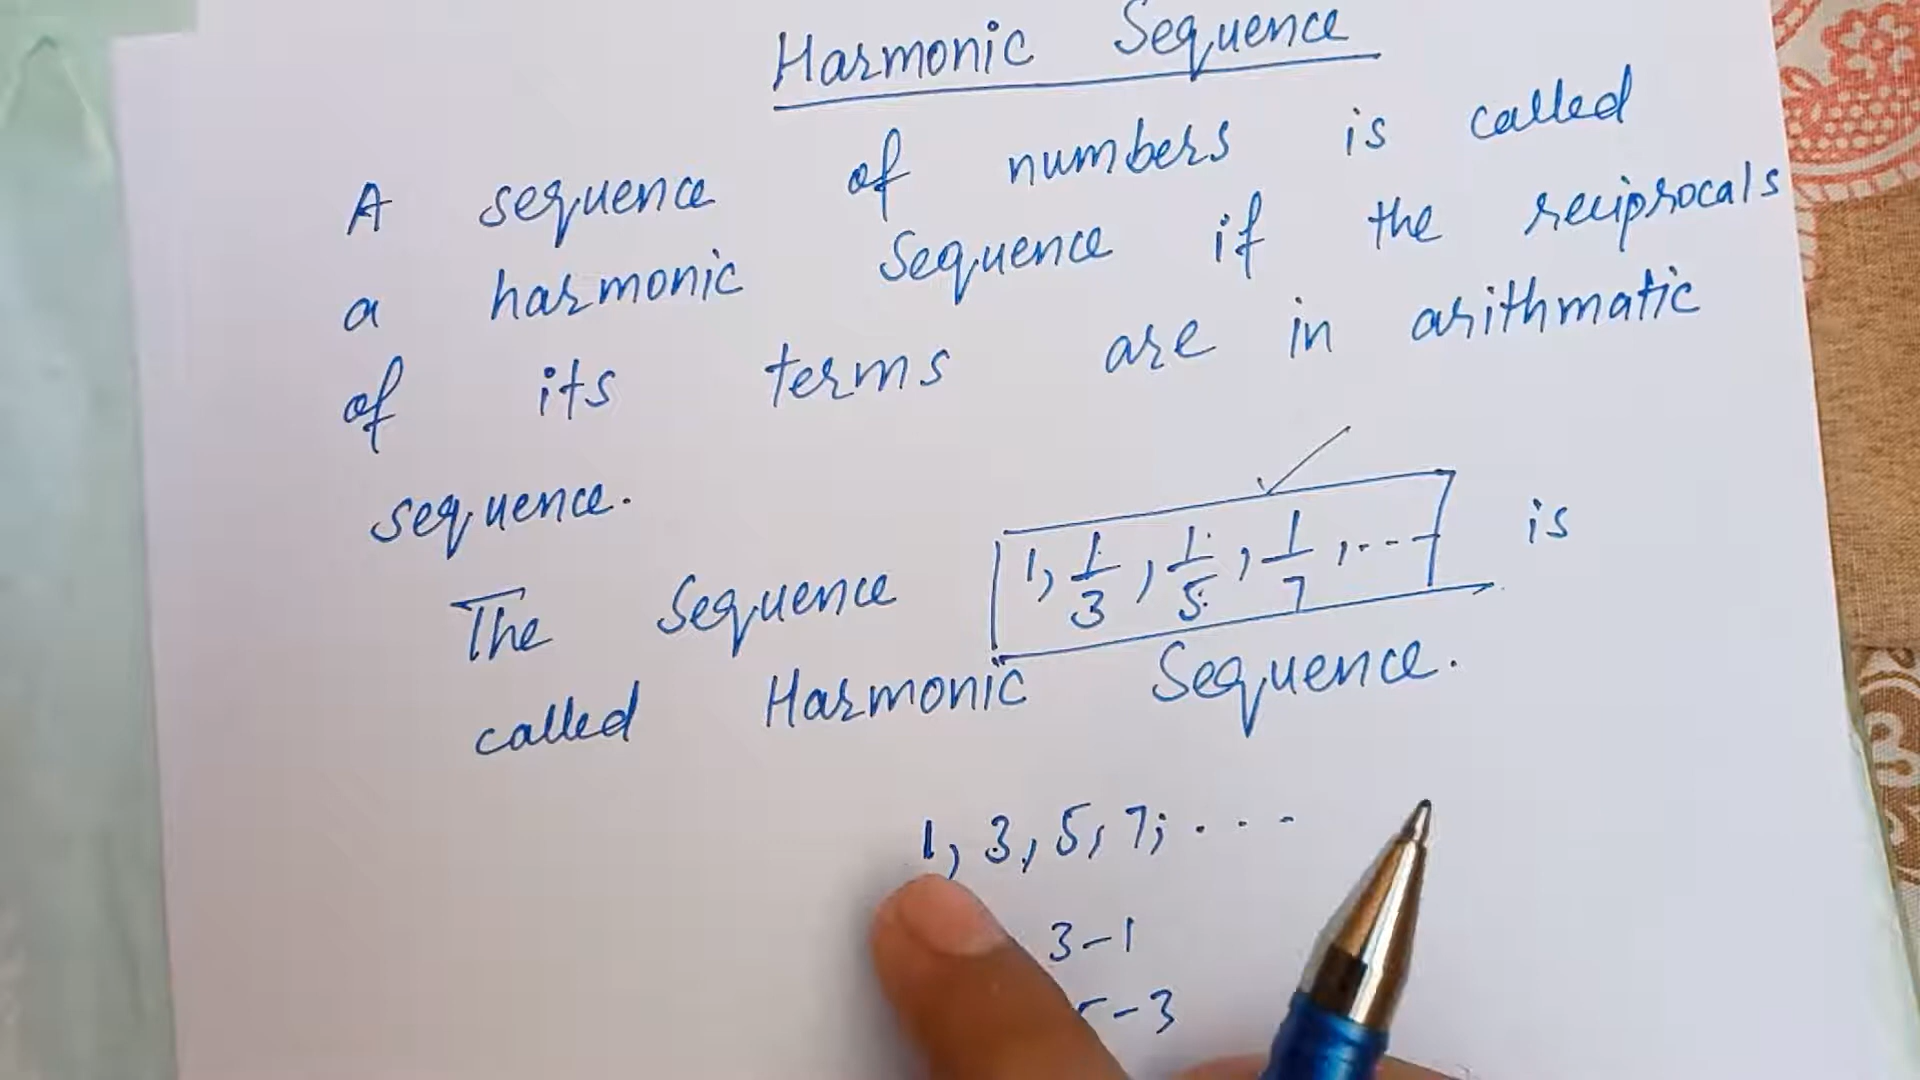 Harmonic Sequence
A sequence of numbers is called
a harmonic Sequence if the reciprocals
of its terms are in arithmatic
sequence.
The Sequence 1, 1/3, 1/5, 1/7, ... is
called Harmonic Sequence.
1, 3, 5, 7, ...
3-1
5-3